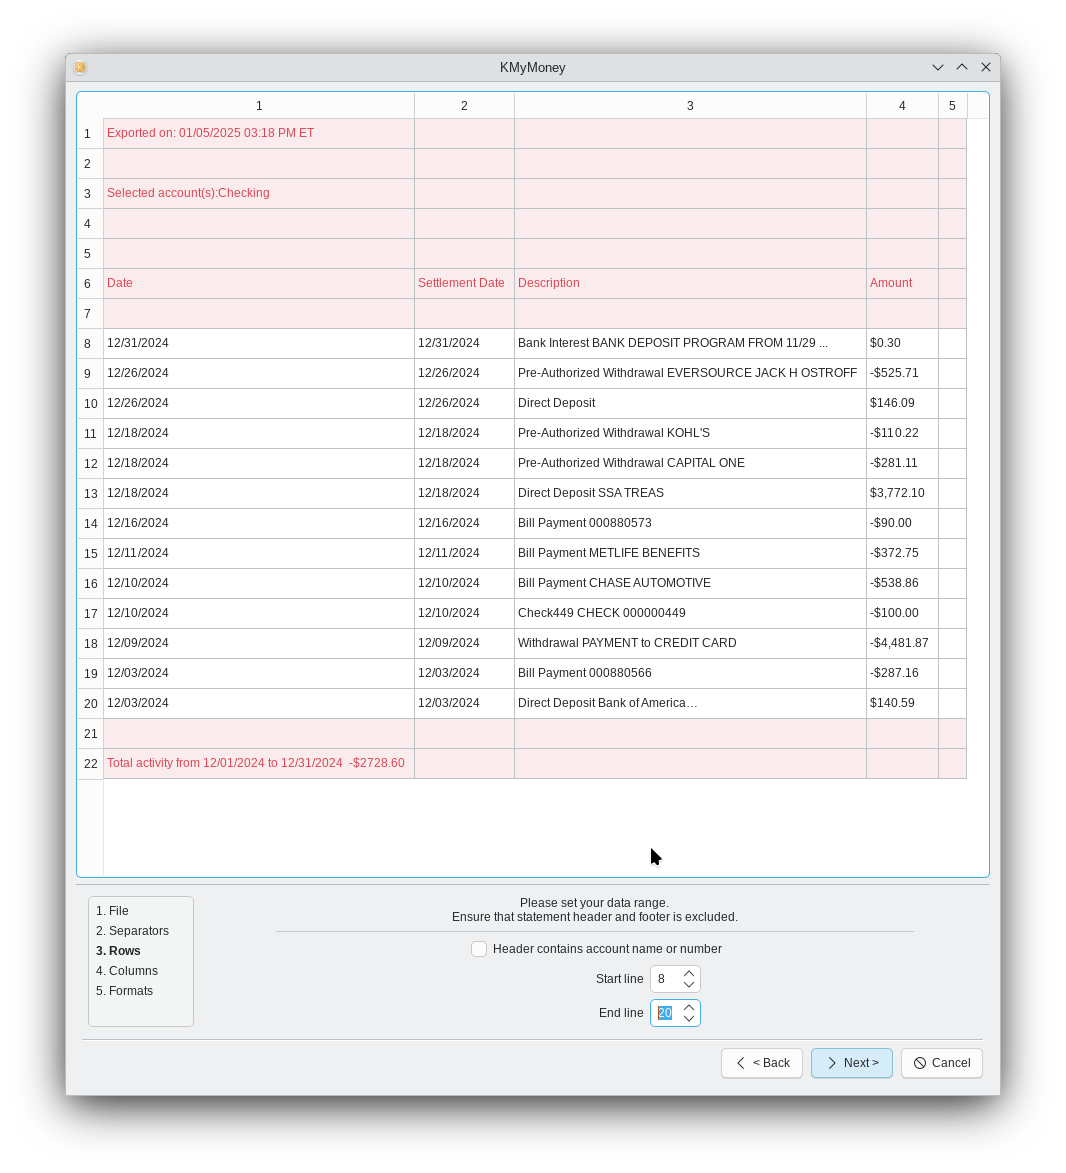 KMyMoney
1 2 3 4 5
1 Exported on: 01/05/2025 03:18 PM ET
2
3 Selected account(s):Checking
4
5
6 Date Settlement Date Description Amount
7
8 12/31/2024 12/31/2024 Bank Interest BANK DEPOSIT PROGRAM FROM 11/29 ... $0.30
9 12/26/2024 12/26/2024 Pre-Authorized Withdrawal EVERSOURCE JACK H OSTROFF -$525.71
10 12/26/2024 12/26/2024 Direct Deposit $146.09
11 12/18/2024 12/18/2024 Pre-Authorized Withdrawal KOHL'S -$110.22
12 12/18/2024 12/18/2024 Pre-Authorized Withdrawal CAPITAL ONE -$281.11
13 12/18/2024 12/18/2024 Direct Deposit SSA TREAS $3,772.10
14 12/16/2024 12/16/2024 Bill Payment 000880573 -$90.00
15 12/11/2024 12/11/2024 Bill Payment METLIFE BENEFITS -$372.75
16 12/10/2024 12/10/2024 Bill Payment CHASE AUTOMOTIVE -$538.86
17 12/10/2024 12/10/2024 Check449 CHECK 000000449 -$100.00
18 12/09/2024 12/09/2024 Withdrawal PAYMENT to CREDIT CARD -$4,481.87
19 12/03/2024 12/03/2024 Bill Payment 000880566 -$287.16
20 12/03/2024 12/03/2024 Direct Deposit Bank of America… $140.59
21
22 Total activity from 12/01/2024 to 12/31/2024 -$2728.60
1. File
2. Separators
3. Rows
4. Columns
5. Formats
Please set your data range.
Ensure that statement header and footer is excluded.
Header contains account name or number
Start line 8
End line 20
< Back Next > Cancel